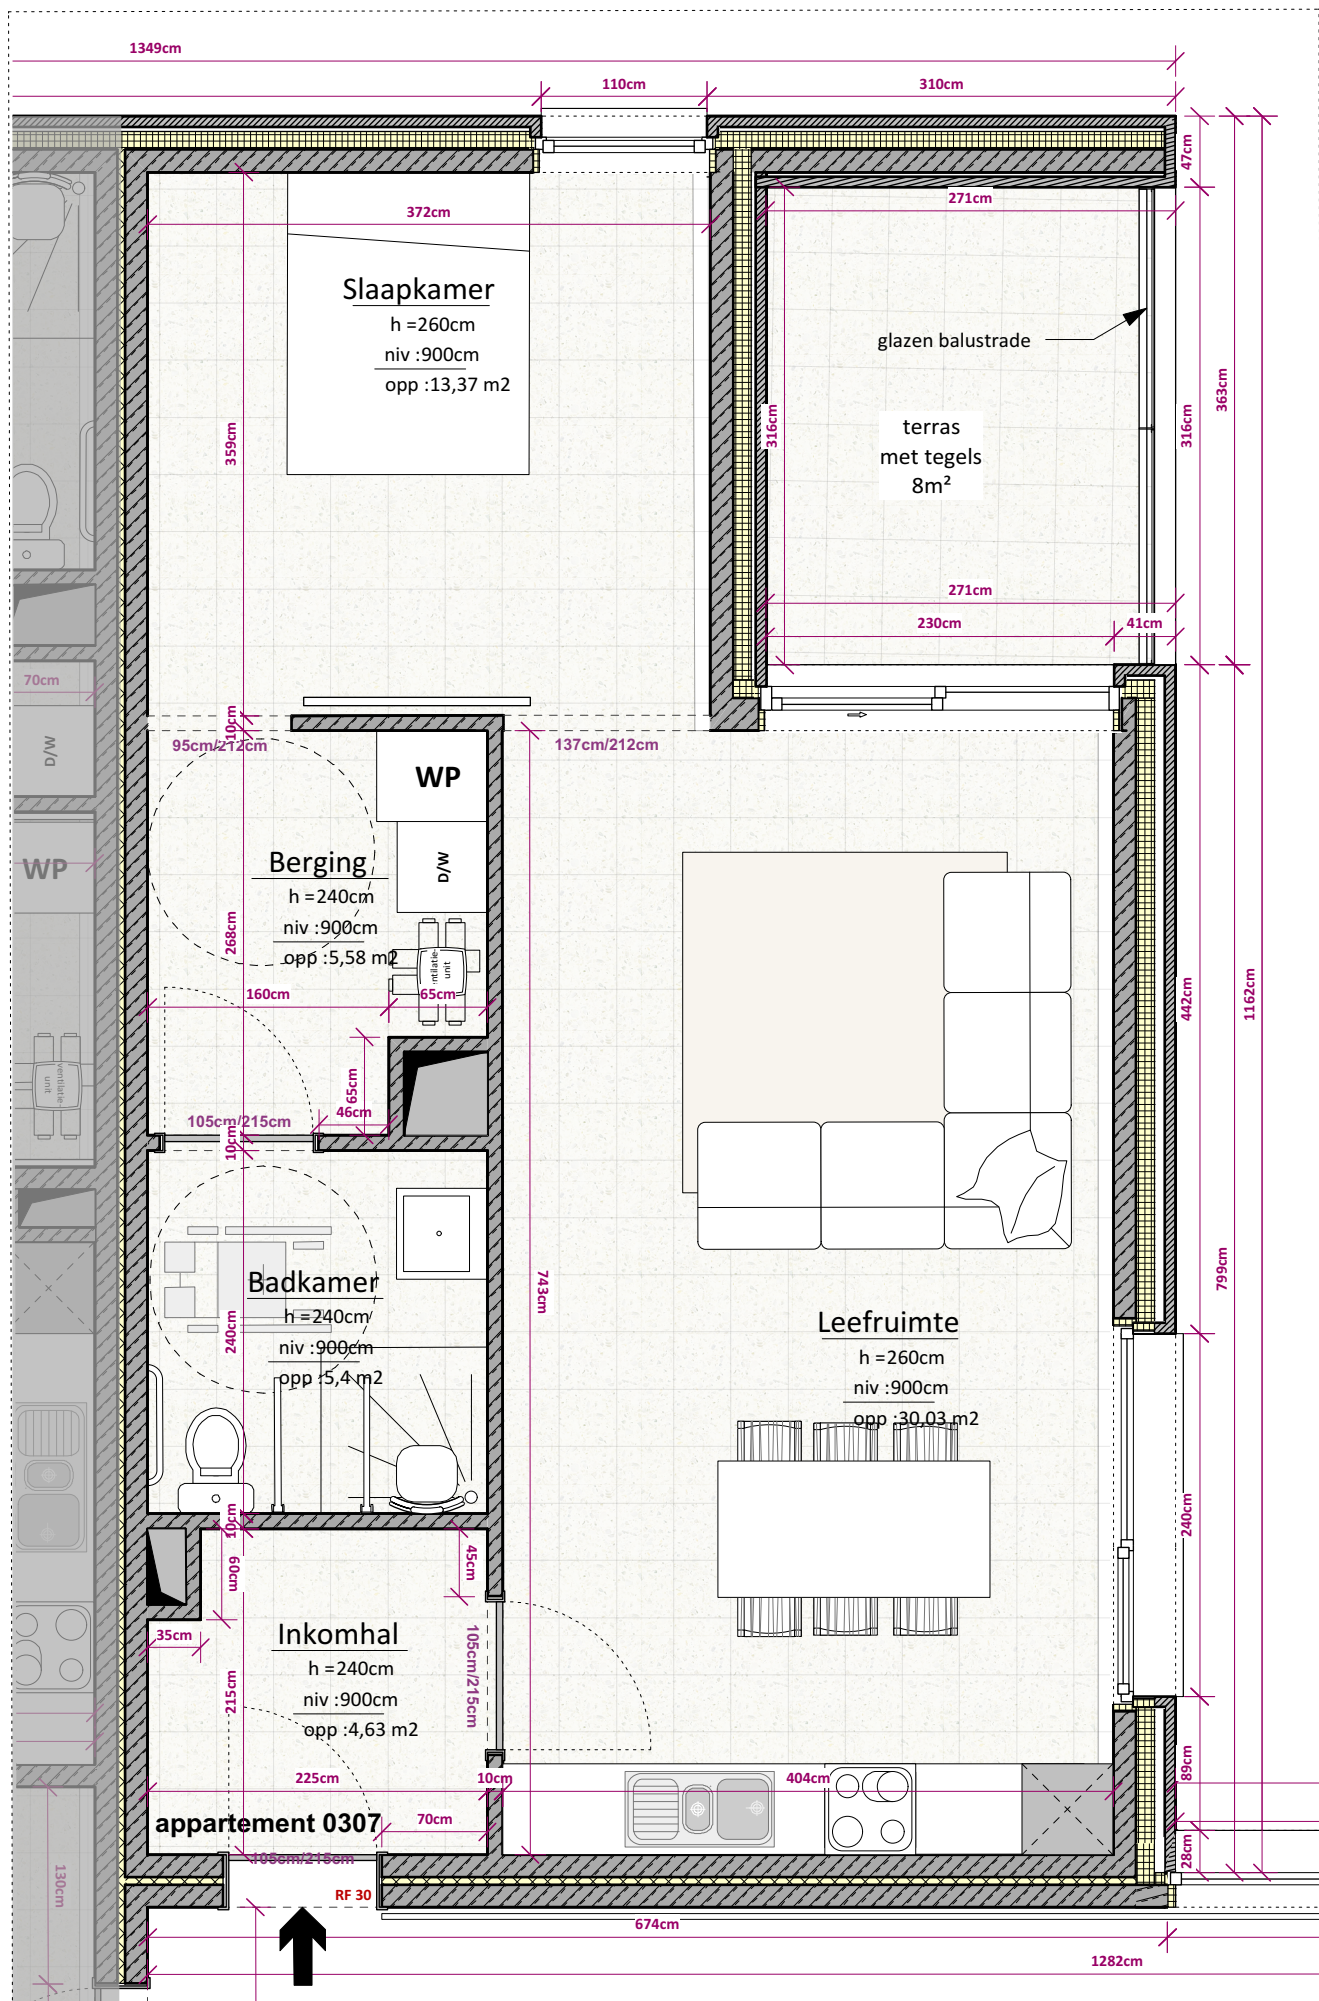 1349cm
110cm
310cm
47cm
372cm
271cm
Slaapkamer
h =260cm
niv :900cm
opp :13,37 m2
glazen balustrade
359cm
316cm
316cm
363cm
terras
met tegels
8m²
271cm
230cm
41cm
70cm
10cm
95cm/212cm
137cm/212cm
D/W
WP
D/W
WP
Berging
h =240cm
niv :900cm
opp :5,58 m2
268cm
ventilatie-
unit
160cm
65cm
442cm
1162cm
ventilatie-
unit
65cm
46cm
105cm/215cm
10cm
743cm
799cm
Badkamer
h =240cm
niv :900cm
opp :5,4 m2
240cm
Leefruimte
h =260cm
niv :900cm
opp :30,03 m2
10cm
45cm
60cm
240cm
35cm
Inkomhal
h =240cm
niv :900cm
opp :4,63 m2
215cm
105cm/215cm
225cm
10cm
404cm
89cm
appartement 0307
70cm
105cm/215cm
28cm
130cm
RF 30
674cm
1282cm